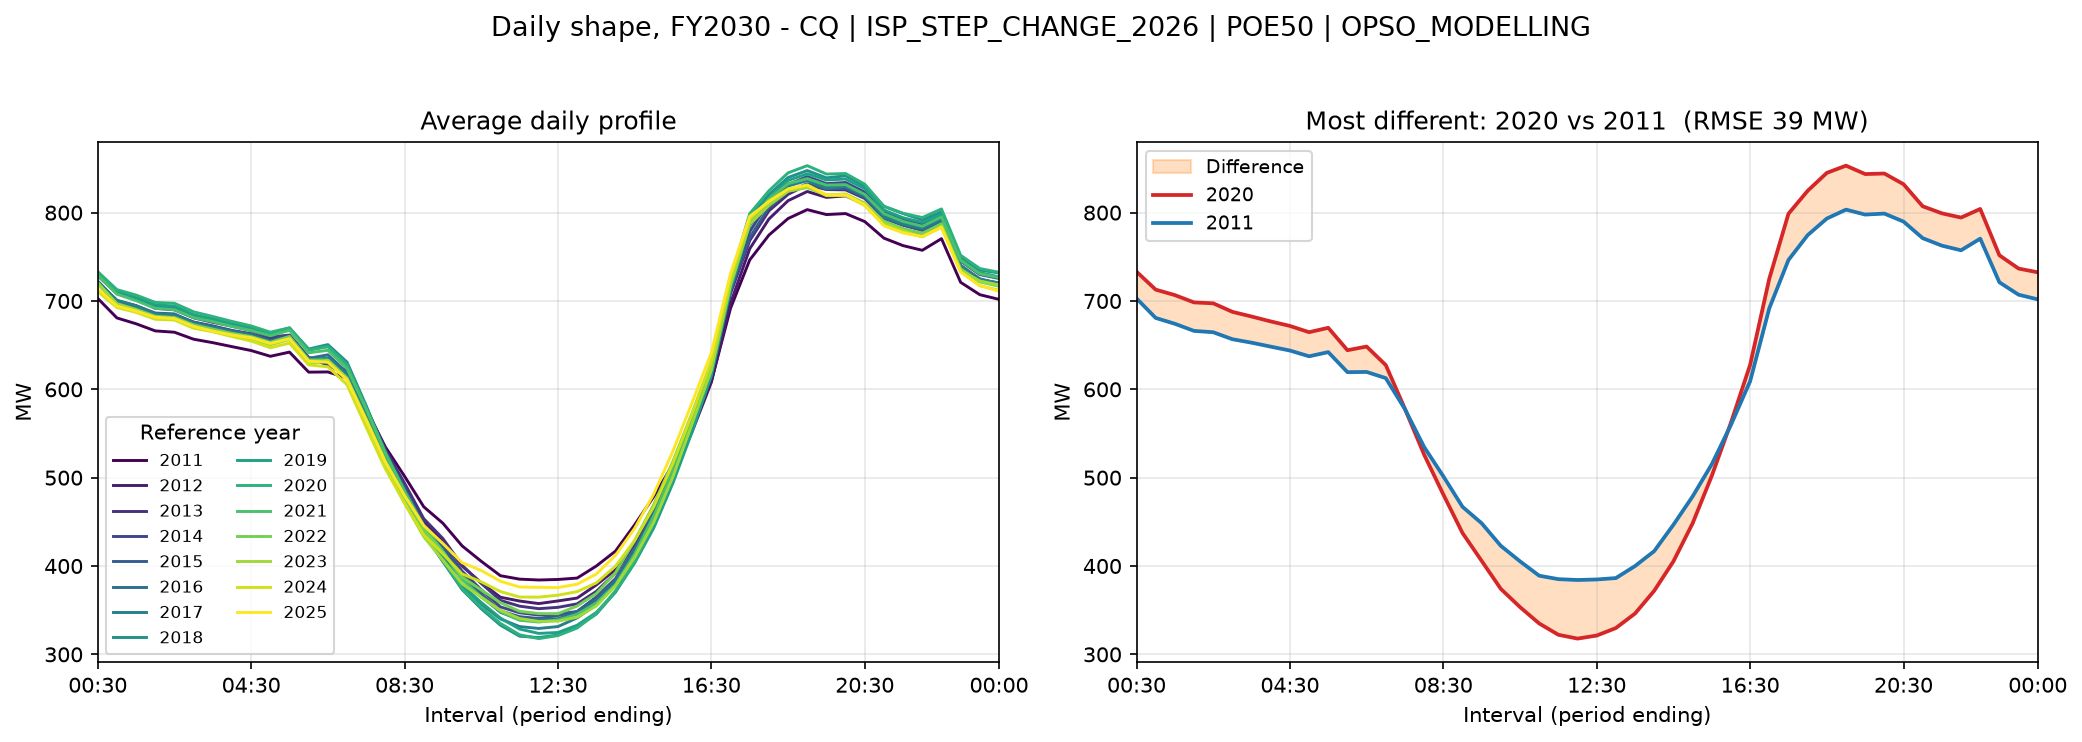 Daily shape, FY2030 - CQ | ISP_STEP_CHANGE_2026 | POE50 | OPSO_MODELLING
Average daily profile
MW
800
700
600
500
400
300
Reference year
2011 2019
2012 2020
2013 2021
2014 2022
2015 2023
2016 2024
2017 2025
2018
00:30 04:30 08:30 12:30 16:30 20:30 00:00
Interval (period ending)
Most different: 2020 vs 2011 (RMSE 39 MW)
MW
800
700
600
500
400
300
Difference
2020
2011
00:30 04:30 08:30 12:30 16:30 20:30 00:00
Interval (period ending)